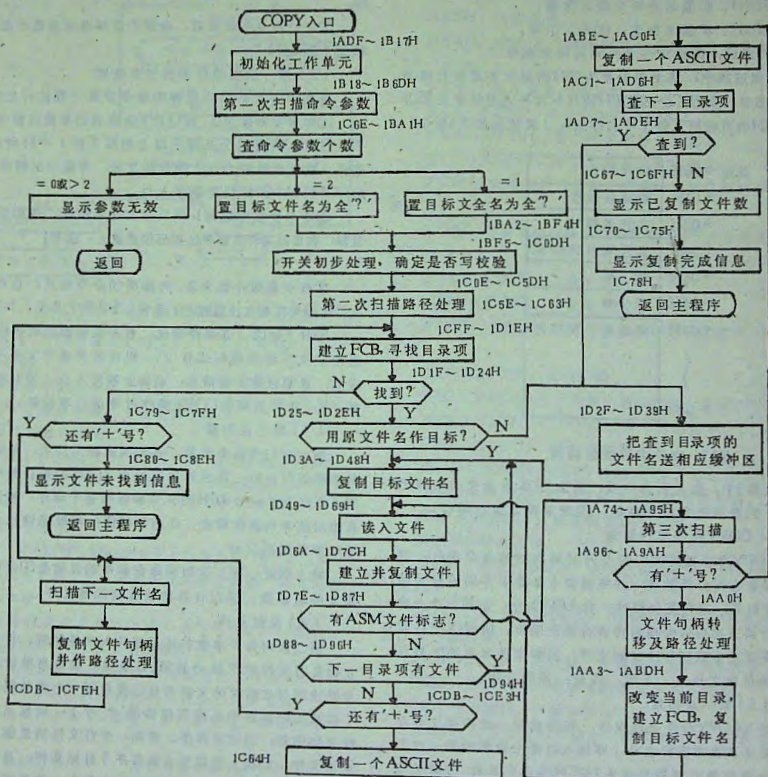 COPY入口
1ADF～1B17H
初始化工作单元
1B18～1B6DH
第一次扫描命令参数
1C6E～1BA1H
查命令参数个数
= 0或>2
= 2
= 1
显示参数无效
置目标文件名为全'?'
置目标文全名为全'?'
1BA2～1BF4H
返回
1BF5～1C0DH
开关初步处理，确定是否写校验
1C0E～1C5DH
第二次扫描路径处理
1C5E～1C63H
1CFF～1D1EH
建立FCB,寻找目录项
1D1F～1D24H
N
找到?
Y
1C79～1C7FH
Y
还有'+'号?
1C80～1C8EH
显示文件未找到信息
返回主程序
N
扫描下一文件名
复制文件句柄
并作路径处理
1CDB～1CFEH
1D25～1D2EH
用原文件名作目标?
N
Y
1D3A～1D48H
复制目标文件名
1D49～1D69H
读入文件
1D6A～1D7CH
建立并复制文件
1D7E～1D87H
有ASM文件标志?
1D88～1D96H
N
下一目录项有文件
Y
1D94H
N
1CDB～1CE3H
Y
还有'+'号?
1C64H
复制一个ASCII文件
1ABE～1AC0H
复制一个ASCII文件
1AC1～1AD6H
查下一目录项
1AD7～1ADEH
Y
查到?
N
1C67～1C6FH
显示已复制文件数
1C70～1C75H
显示复制完成信息
1C78H
返回主程序
1D2F～1D39H
把查到目录项的
文件名送相应缓冲区
1A74～1A95H
第三次扫描
1A96～1A9AH
有'+'号?
1AA0H
文件句柄转
移及路径处理
1AA3～1ABDH
改变当前目录,
建立FCB, 复
制目标文件名